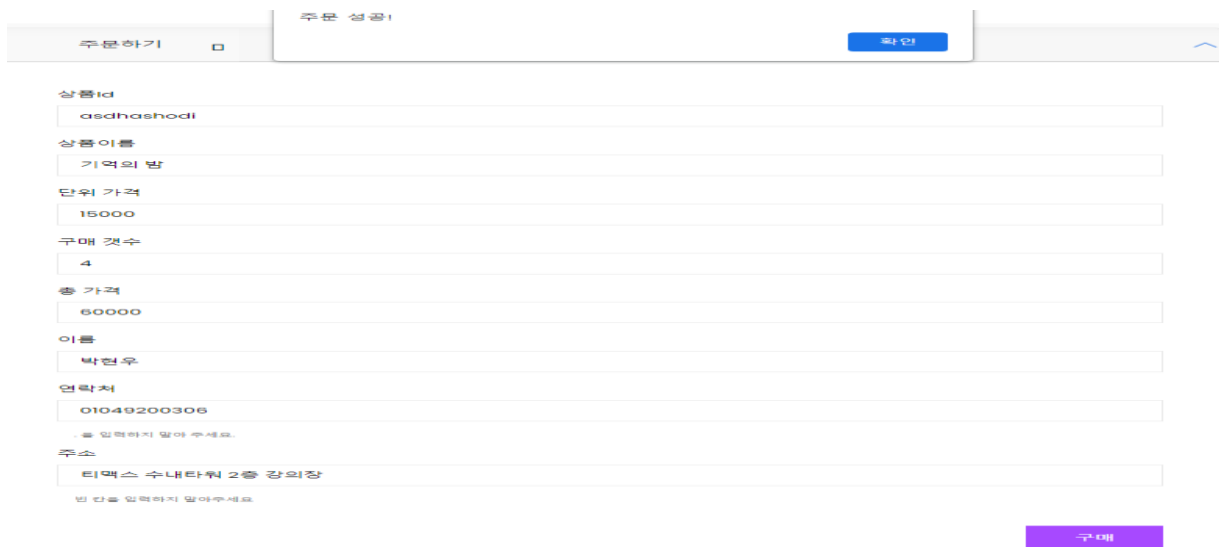 주문 성공!
확인
주문하기
상품Id
asdhashodi
상품이름
기억의 밤
단위 가격
15000
구매 갯수
4
총 가격
60000
이름
박현우
연락처
01049200306
. 을 입력하지 말아 주세요.
주소
티맥스 수내타워 2층 강의장
빈 칸을 입력하지 말아주세요
구매